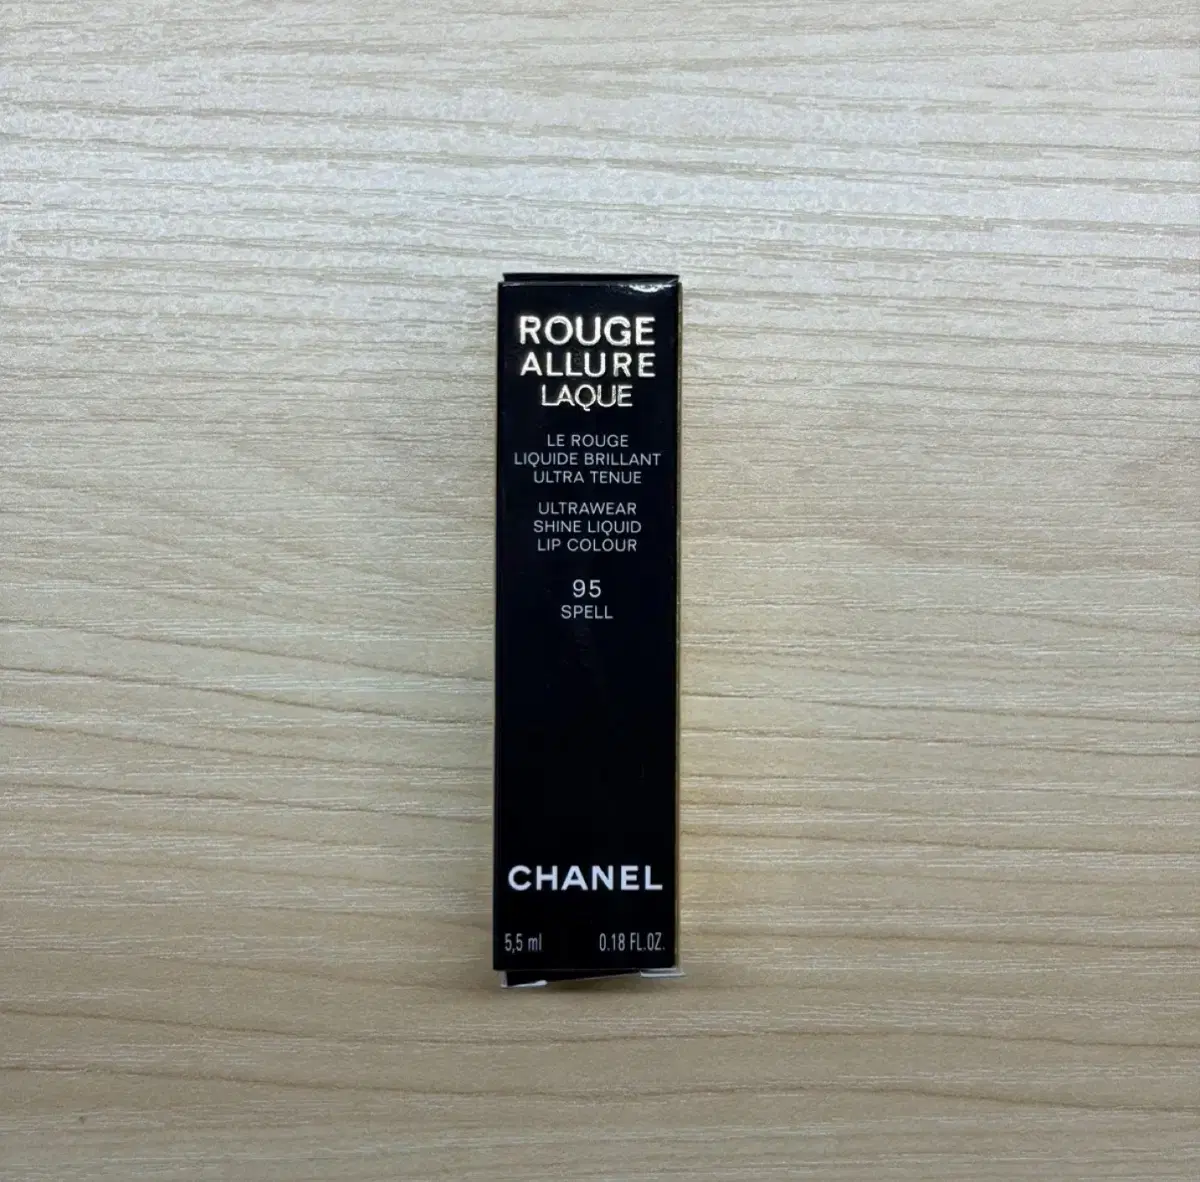 ROUGE
ALLURE
LAQUE
LE ROUGE
LIQUIDE BRILLANT
ULTRA TENUE
ULTRAWEAR
SHINE LIQUID
LIP COLOUR
95
SPELL
CHANEL
5,5 ml 0.18 FL.OZ.